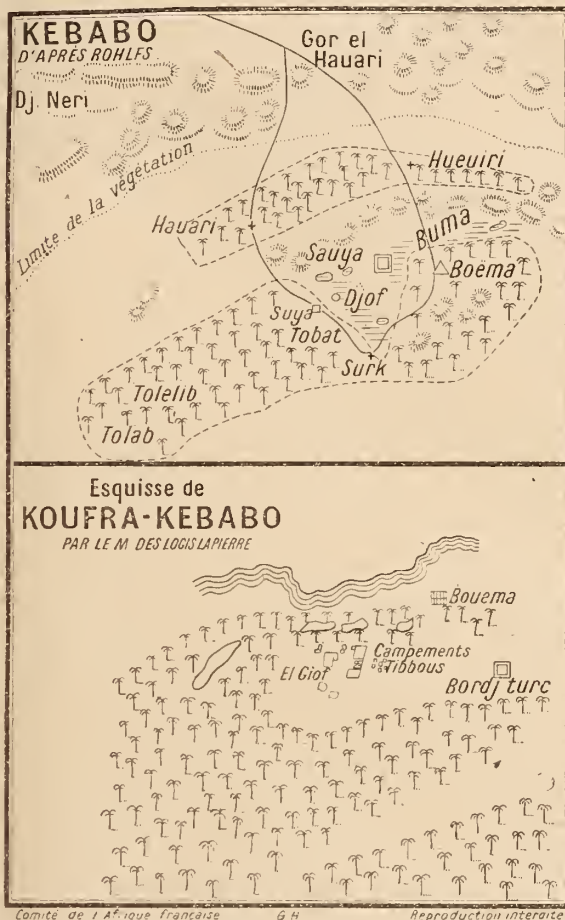 KEBABO
D'APRÈS ROHLFS
Gor el
Hauari
Dj. Neri
Limite de la végétation
Hueuiri
Hauari
Buma
Sauya
Boëma
Djof
Suya
Tobat
Surk
Tolelib
Tolab
Esquisse de
KOUFRA-KEBABO
PAR LE M DES LOGIS LAPIERRE
Bouema
Campements
Tibbous
El Giof
Bordj turc
Comité de l'Afrique française
G H
Reproduction interdite